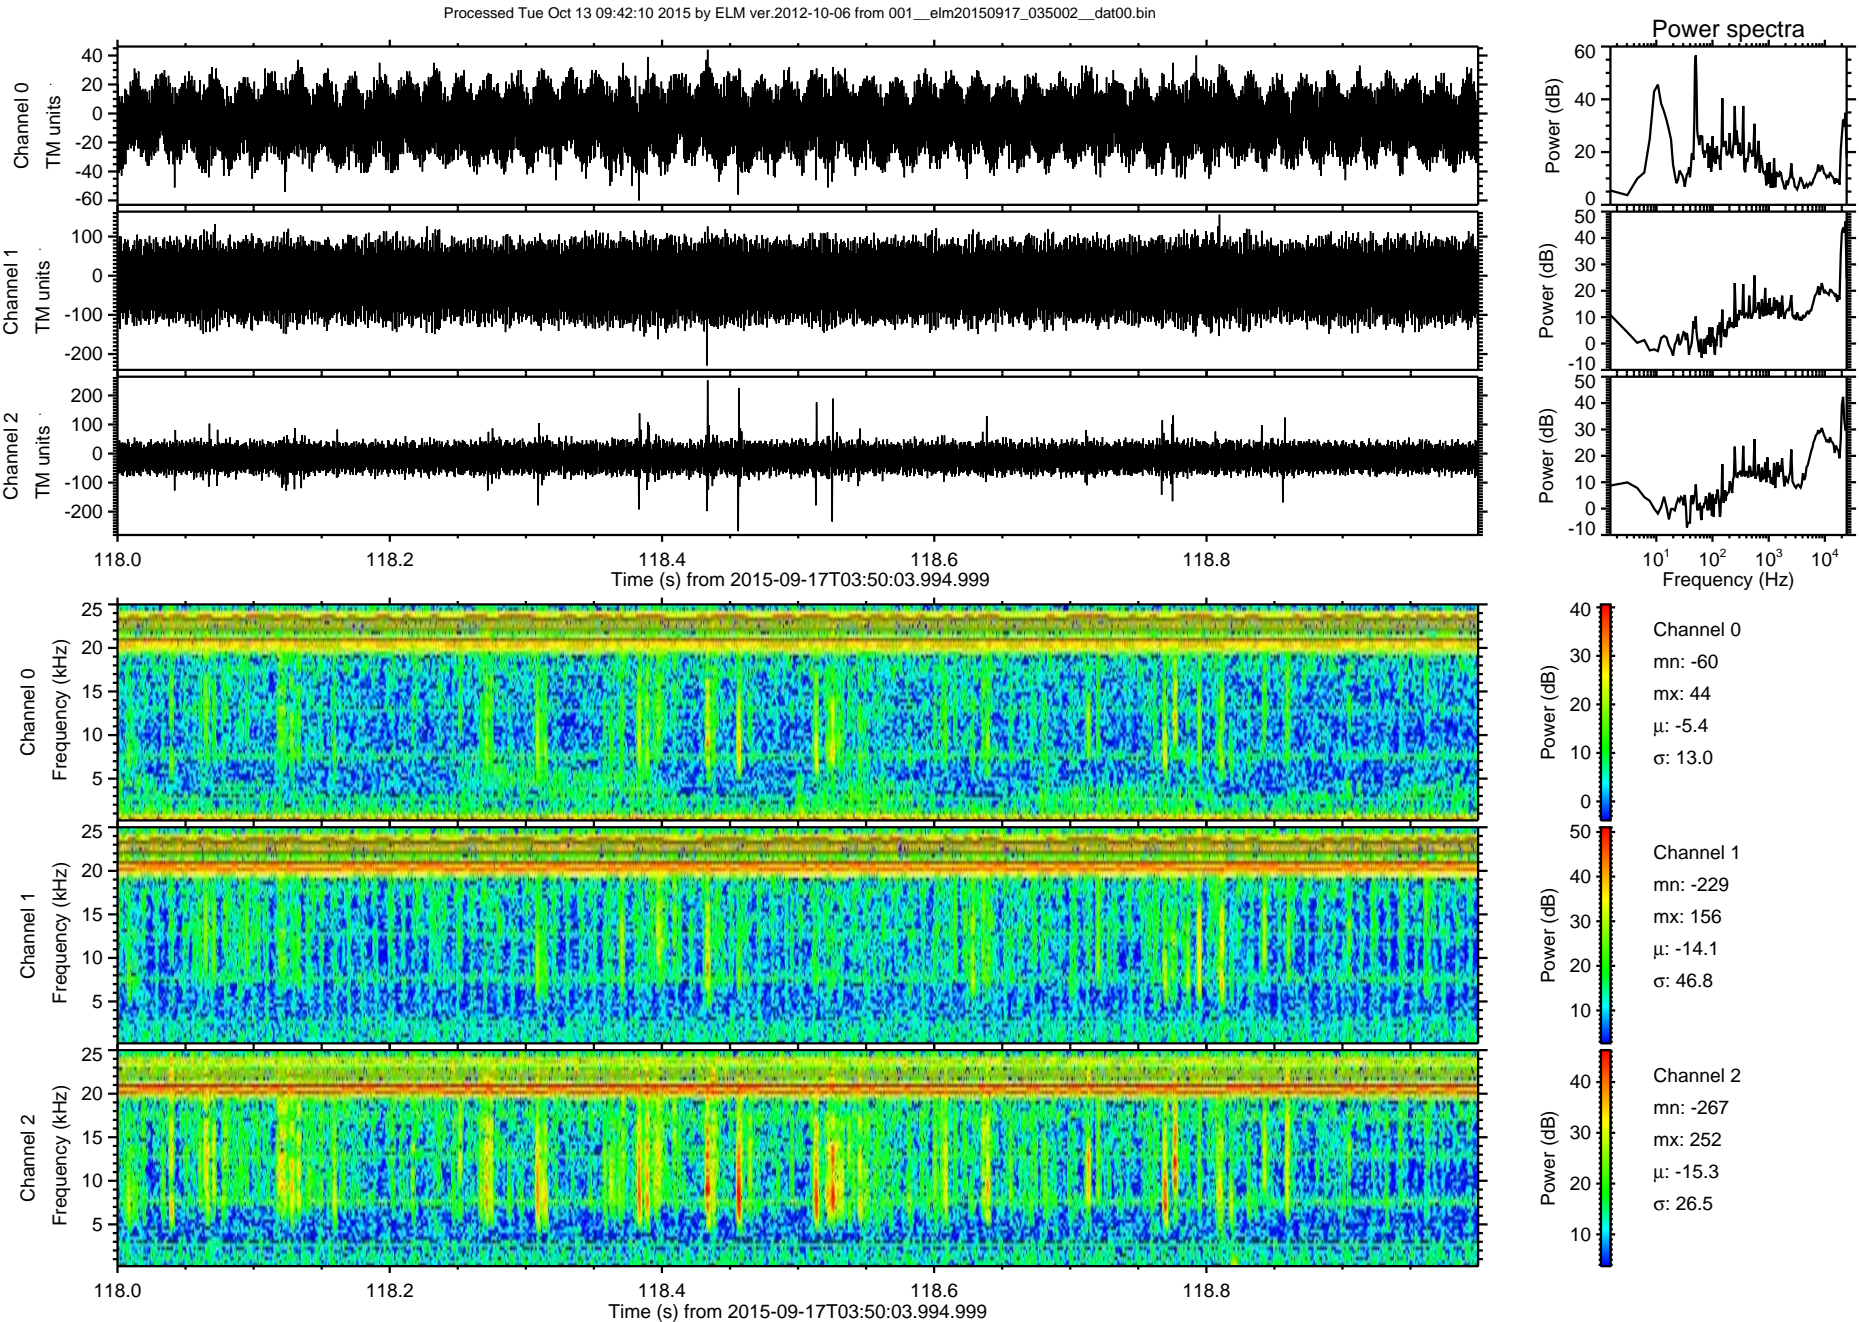 Processed Tue Oct 13 09:42:10 2015 by ELM ver.2012-10-06 from 001__elm20150917_035002__dat00.bin
Power spectra
Channel 0
TM units
40
20
0
-20
-40
-60
Power (dB)
60
40
20
0
Channel 1
TM units
100
0
-100
-200
Power (dB)
50
40
30
20
10
0
-10
Channel 2
TM units
200
100
0
-100
-200
Power (dB)
50
40
30
20
10
0
-10
118.0 118.2 118.4 118.6 118.8
Time (s) from 2015-09-17T03:50:03.994.999
10^1 10^2 10^3 10^4
Frequency (Hz)
Channel 0
Frequency (kHz)
25
20
15
10
5
Power (dB)
40
30
20
10
0
Channel 0
mn: -60
mx: 44
μ: -5.4
σ: 13.0
Channel 1
Frequency (kHz)
25
20
15
10
5
Power (dB)
50
40
30
20
10
Channel 1
mn: -229
mx: 156
μ: -14.1
σ: 46.8
Channel 2
Frequency (kHz)
25
20
15
10
5
Power (dB)
40
30
20
10
Channel 2
mn: -267
mx: 252
μ: -15.3
σ: 26.5
118.0 118.2 118.4 118.6 118.8
Time (s) from 2015-09-17T03:50:03.994.999